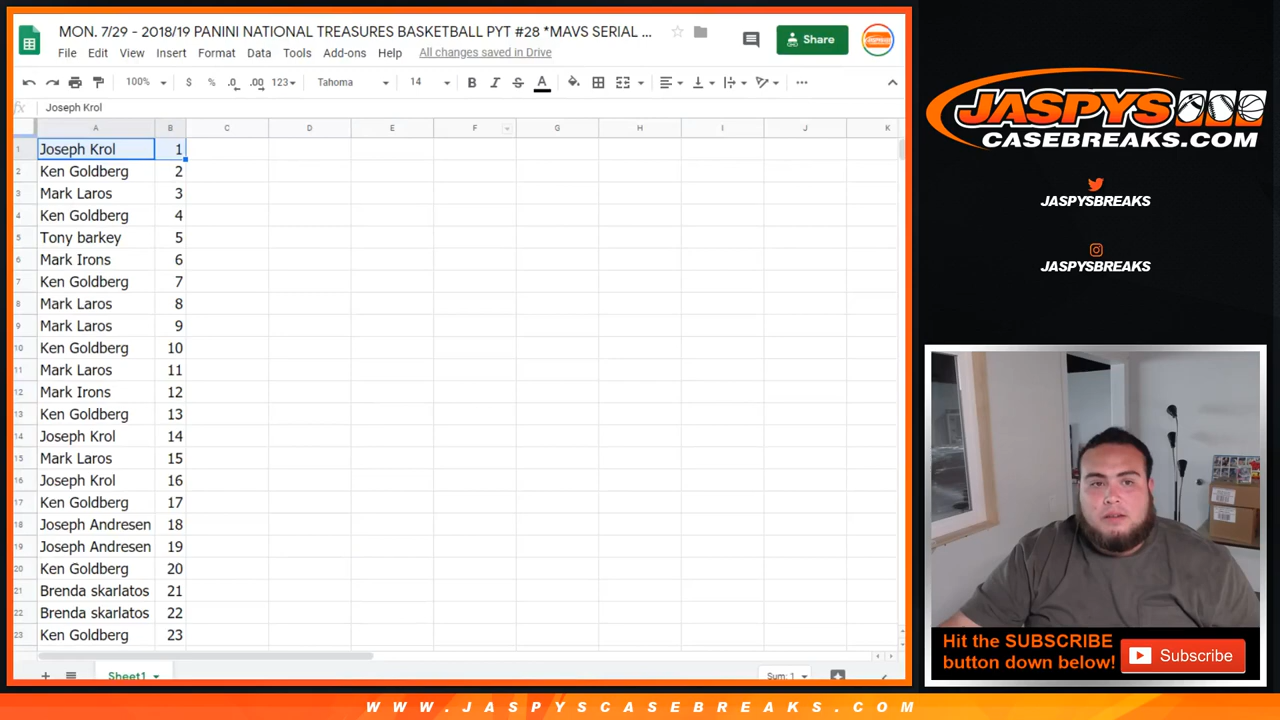 MON. 7/29 - 2018/19 PANINI NATIONAL TREASURES BASKETBALL PYT #28 *MAVS SERIAL ...
Share
File Edit View Insert Format Data Tools Add-ons Help All changes saved in Drive
100% $ % .0 .00 123 Tahoma 14 B I S A
fx Joseph Krol
A B C D E F G H I J K
1 Joseph Krol 1
2 Ken Goldberg 2
3 Mark Laros 3
4 Ken Goldberg 4
5 Tony barkey 5
6 Mark Irons 6
7 Ken Goldberg 7
8 Mark Laros 8
9 Mark Laros 9
10 Ken Goldberg 10
11 Mark Laros 11
12 Mark Irons 12
13 Ken Goldberg 13
14 Joseph Krol 14
15 Mark Laros 15
16 Joseph Krol 16
17 Ken Goldberg 17
18 Joseph Andresen 18
19 Joseph Andresen 19
20 Ken Goldberg 20
21 Brenda skarlatos 21
22 Brenda skarlatos 22
23 Ken Goldberg 23
Sheet1
Sum: 1
JASPYS
CASEBREAKS.COM
JASPYSBREAKS
JASPYSBREAKS
Hit the SUBSCRIBE
button down below!
Subscribe
WWW.JASPYSCASEBREAKS.COM